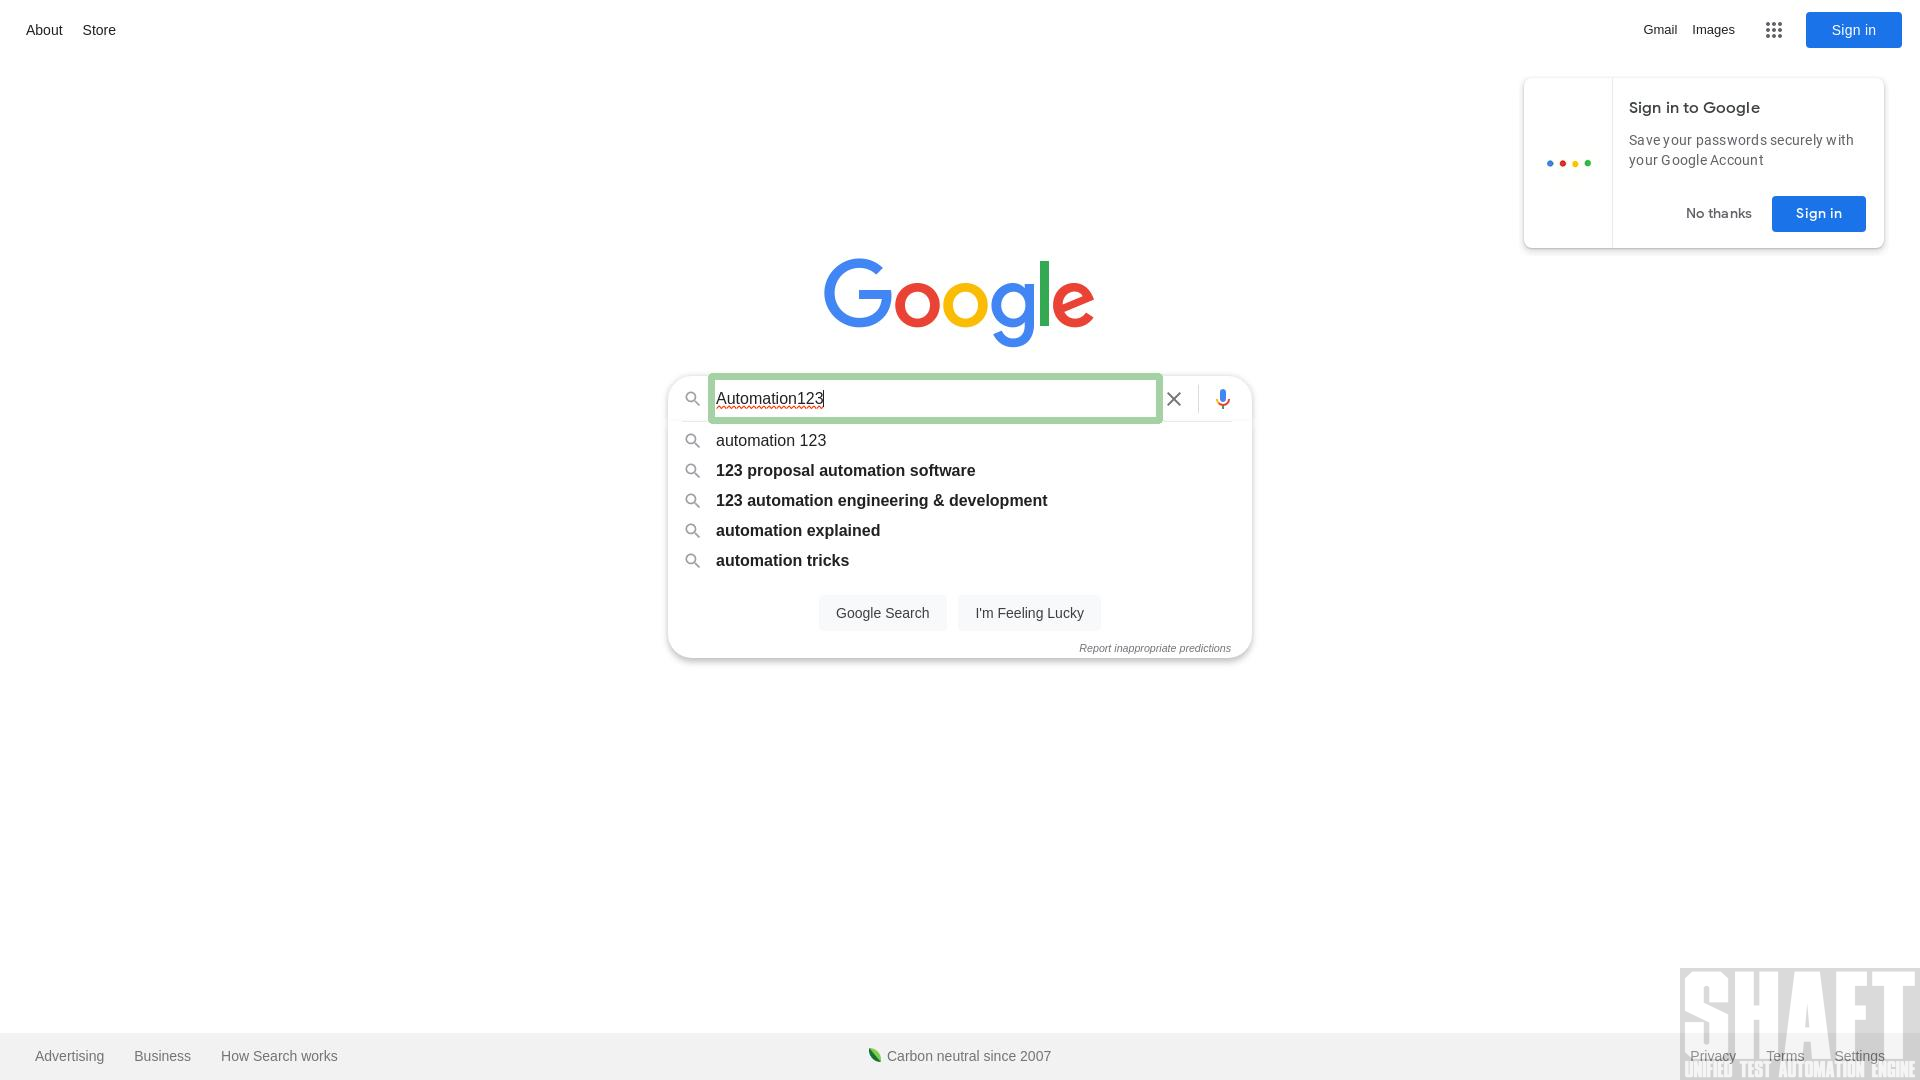 About Store
Gmail Images Sign in
Sign in to Google
Save your passwords securely with
your Google Account
No thanks Sign in
Google
Automation123
automation 123
123 proposal automation software
123 automation engineering & development
automation explained
automation tricks
Google Search I'm Feeling Lucky
Report inappropriate predictions
SHAFT
Advertising Business How Search works Carbon neutral since 2007 Privacy Terms Settings
UNIFIED TEST AUTOMATION ENGINE